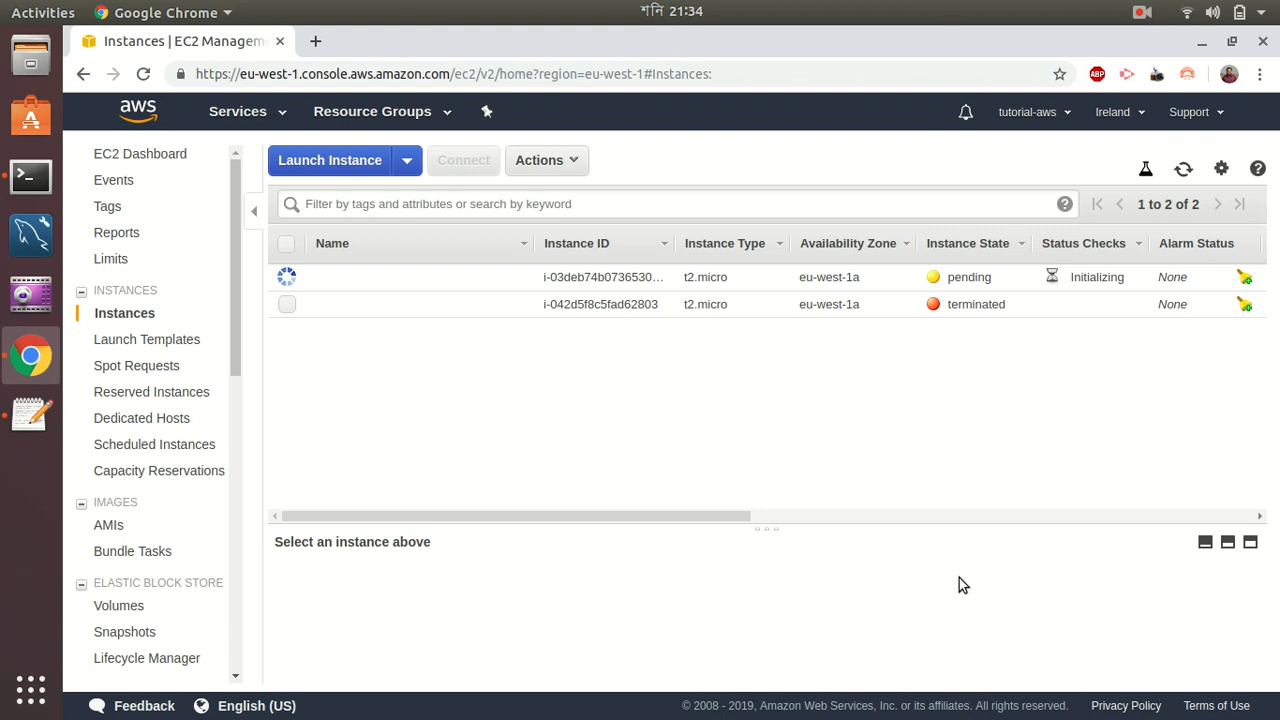 Activities Google Chrome শনি 21:34
Instances | EC2 Managem
https://eu-west-1.console.aws.amazon.com/ec2/v2/home?region=eu-west-1#Instances: ABP
aws Services Resource Groups tutorial-aws Ireland Support
EC2 Dashboard
Events
Tags
Reports
Limits
INSTANCES
Instances
Launch Templates
Spot Requests
Reserved Instances
Dedicated Hosts
Scheduled Instances
Capacity Reservations
IMAGES
AMIs
Bundle Tasks
ELASTIC BLOCK STORE
Volumes
Snapshots
Lifecycle Manager
Launch Instance Connect Actions
Filter by tags and attributes or search by keyword 1 to 2 of 2
Name Instance ID Instance Type Availability Zone Instance State Status Checks Alarm Status
i-03deb74b0736530... t2.micro eu-west-1a pending Initializing None
i-042d5f8c5fad62803 t2.micro eu-west-1a terminated None
Select an instance above
Feedback English (US) © 2008 - 2019, Amazon Web Services, Inc. or its affiliates. All rights reserved. Privacy Policy Terms of Use